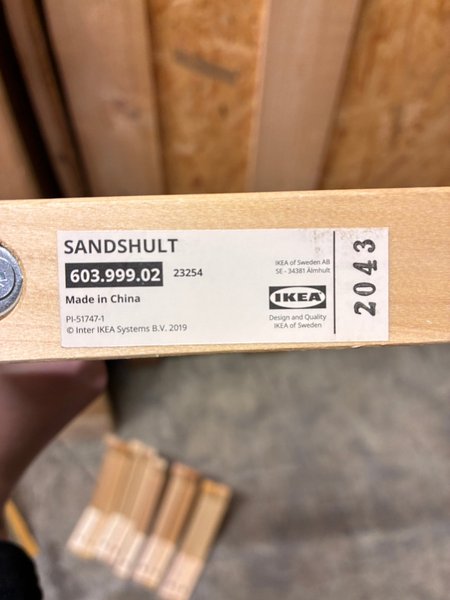 SANDSHULT
603.999.02 23254
Made in China
PI-51747-1
© Inter IKEA Systems B.V. 2019
IKEA of Sweden AB
SE - 34381 Älmhult
IKEA
Design and Quality
IKEA of Sweden
2043